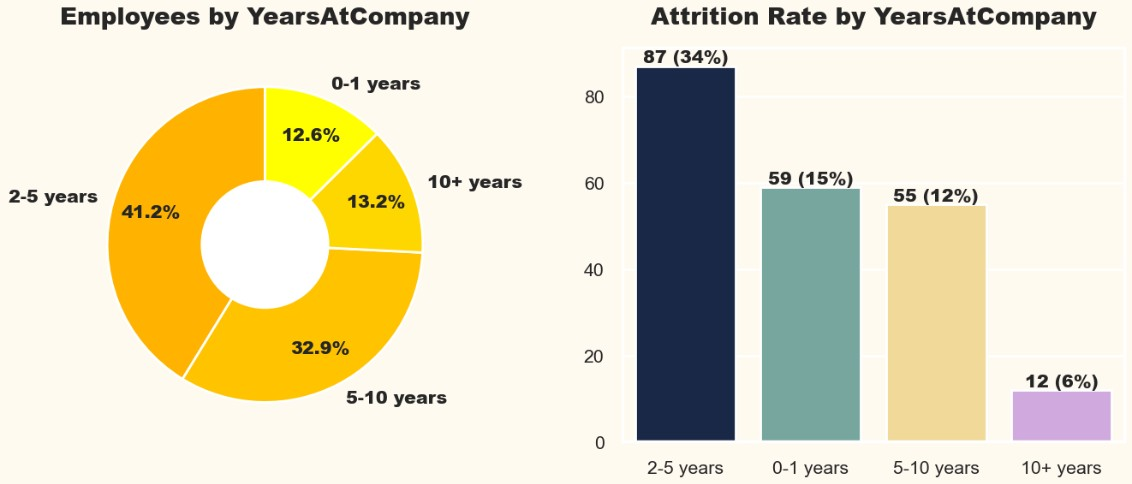 Employees by YearsAtCompany
0-1 years
12.6%
10+ years
13.2%
2-5 years
41.2%
32.9%
5-10 years
Attrition Rate by YearsAtCompany
87 (34%)
80
59 (15%)
60
55 (12%)
40
20
12 (6%)
0
2-5 years
0-1 years
5-10 years
10+ years